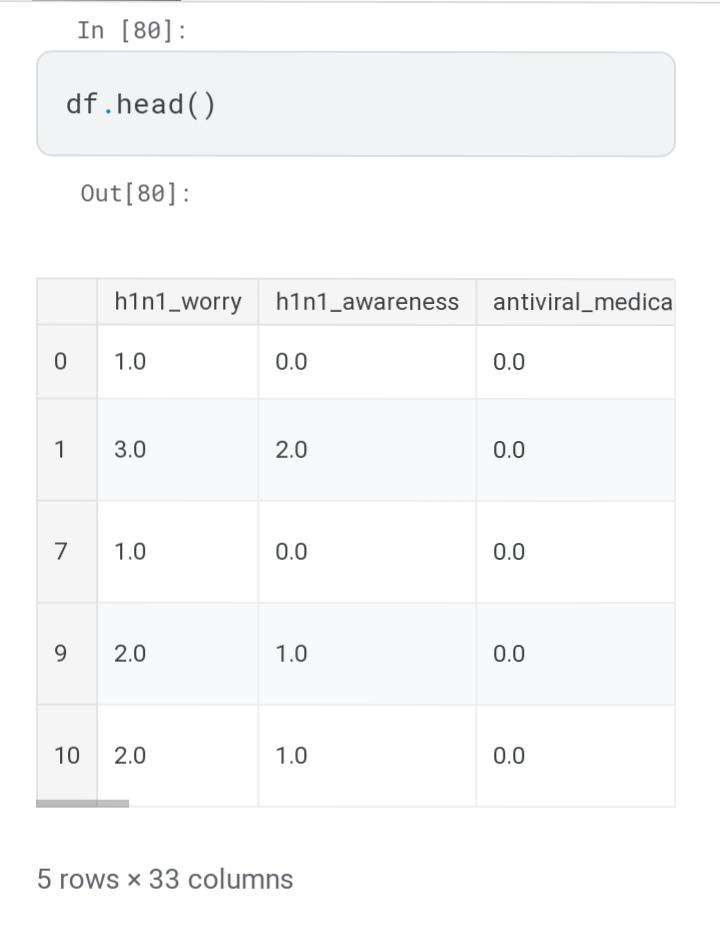 In [80]:
df.head()
Out[80]:
h1n1_worry h1n1_awareness antiviral_medica
0 1.0 0.0 0.0
1 3.0 2.0 0.0
7 1.0 0.0 0.0
9 2.0 1.0 0.0
10 2.0 1.0 0.0
5 rows × 33 columns